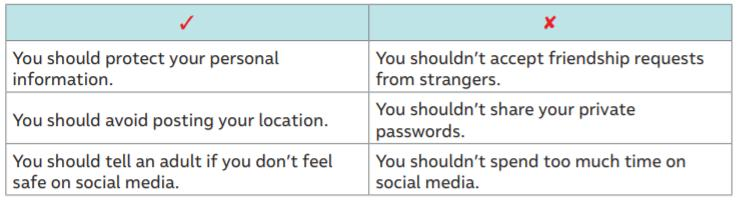 ✓
✘
You should protect your personal
information.
You shouldn't accept friendship requests
from strangers.
You should avoid posting your location.
You shouldn't share your private
passwords.
You should tell an adult if you don't feel
safe on social media.
You shouldn't spend too much time on
social media.